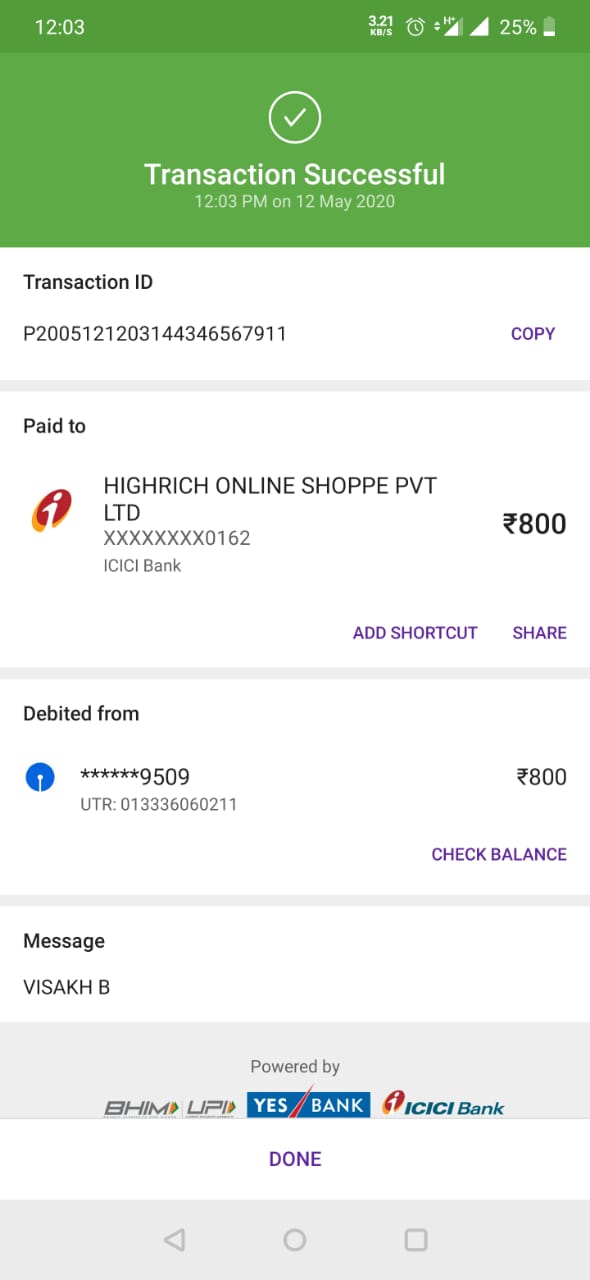 12:03
3.21
KB/S
H+
25%
Transaction Successful
12:03 PM on 12 May 2020
Transaction ID
P2005121203144346567911
COPY
Paid to
HIGHRICH ONLINE SHOPPE PVT
LTD
XXXXXXXX0162
ICICI Bank
₹800
ADD SHORTCUT
SHARE
Debited from
******9509
₹800
UTR: 013336060211
CHECK BALANCE
Message
VISAKH B
Powered by
BHIM UPI YES BANK ICICI Bank
DONE